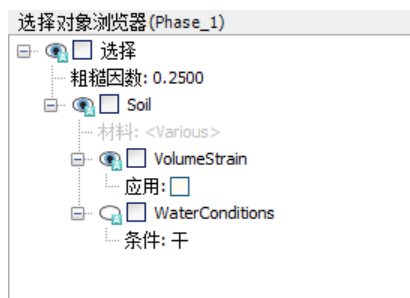 选择对象浏览器(Phase_1)
选择
粗糙因数: 0.2500
Soil
材料: <Various>
VolumeStrain
应用:
WaterConditions
条件: 干